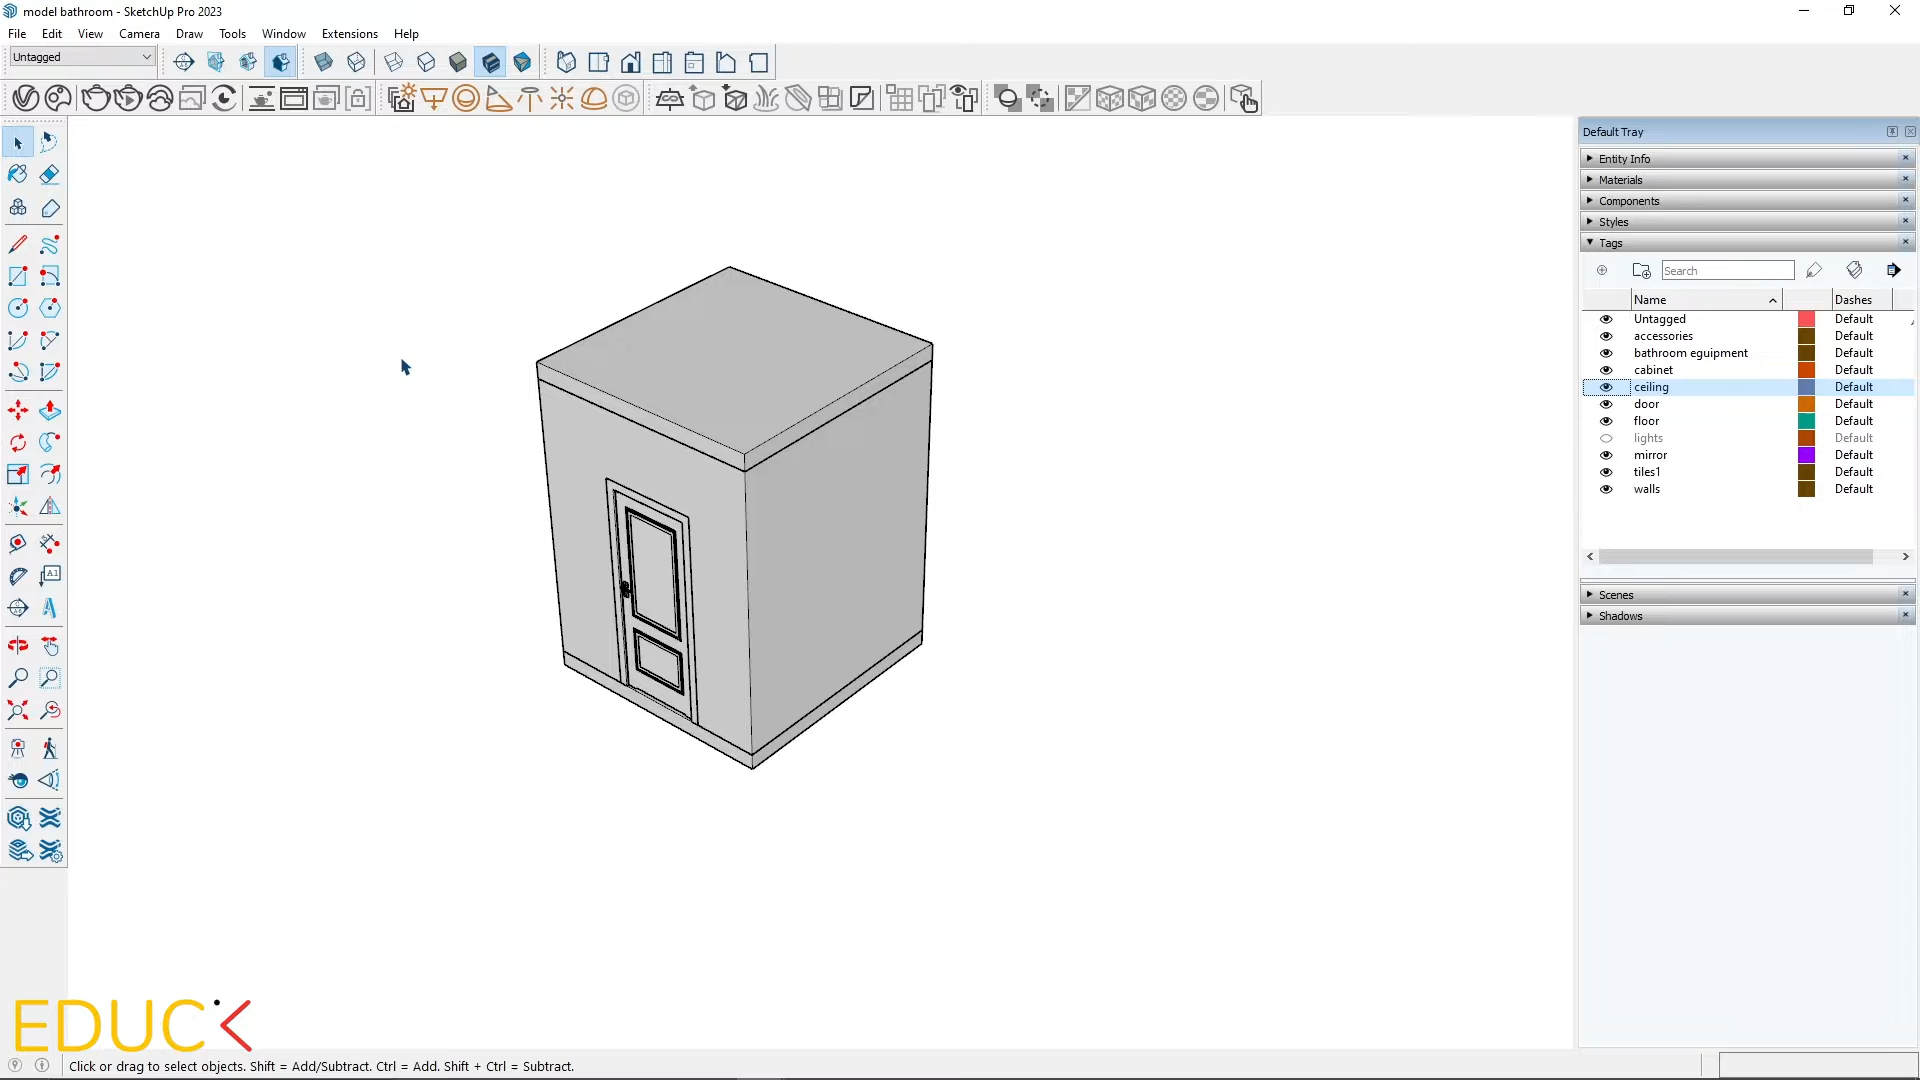 model bathroom - SketchUp Pro 2023
File Edit View Camera Draw Tools Window Extensions Help
Untagged
Default Tray
Entity Info
Materials
Components
Styles
Tags
Search
Name Dashes
Untagged Default
accessories Default
bathroom equipment Default
cabinet Default
ceiling Default
door Default
floor Default
lights Default
mirror Default
tiles1 Default
walls Default
Scenes
Shadows
A1
EDUC
Click or drag to select objects. Shift = Add/Subtract. Ctrl = Add. Shift + Ctrl = Subtract.